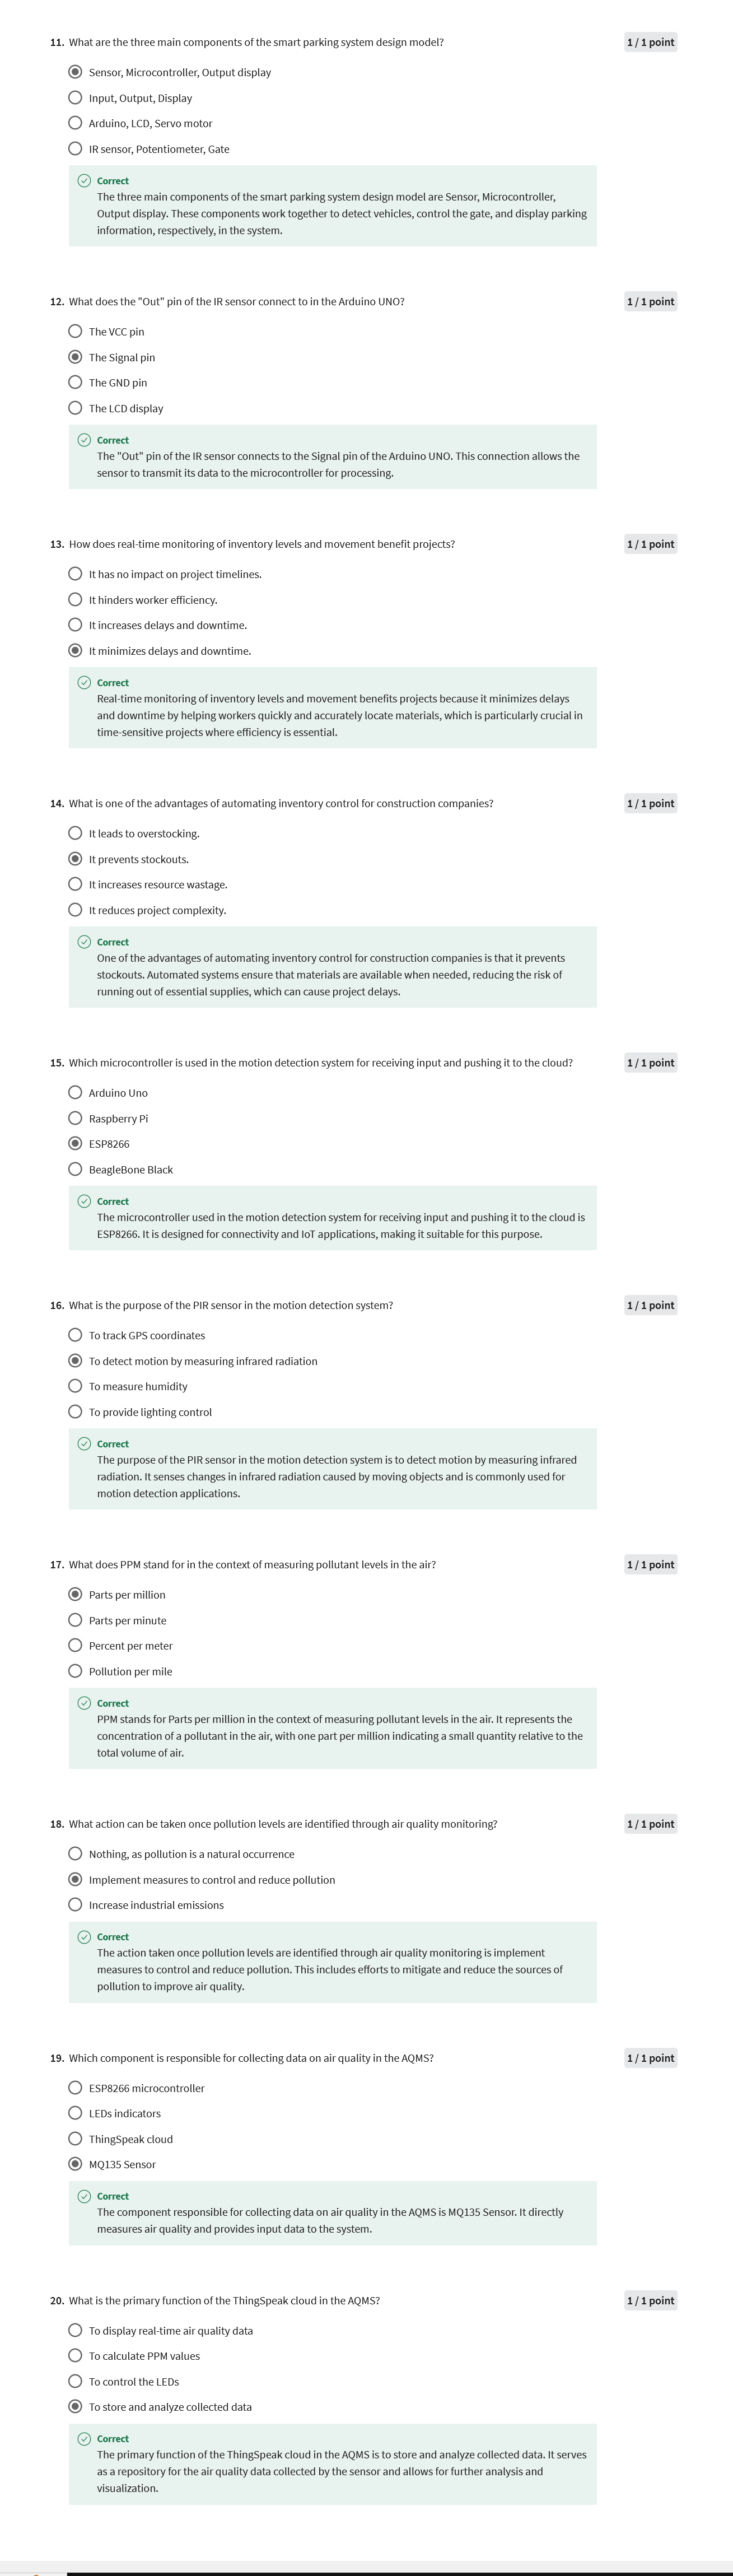 11. What are the three main components of the smart parking system design model?
1 / 1 point
Sensor, Microcontroller, Output display
Input, Output, Display
Arduino, LCD, Servo motor
IR sensor, Potentiometer, Gate
Correct
The three main components of the smart parking system design model are Sensor, Microcontroller,
Output display. These components work together to detect vehicles, control the gate, and display parking
information, respectively, in the system.
12. What does the "Out" pin of the IR sensor connect to in the Arduino UNO?
1 / 1 point
The VCC pin
The Signal pin
The GND pin
The LCD display
Correct
The "Out" pin of the IR sensor connects to the Signal pin of the Arduino UNO. This connection allows the
sensor to transmit its data to the microcontroller for processing.
13. How does real-time monitoring of inventory levels and movement benefit projects?
1 / 1 point
It has no impact on project timelines.
It hinders worker efficiency.
It increases delays and downtime.
It minimizes delays and downtime.
Correct
Real-time monitoring of inventory levels and movement benefits projects because it minimizes delays
and downtime by helping workers quickly and accurately locate materials, which is particularly crucial in
time-sensitive projects where efficiency is essential.
14. What is one of the advantages of automating inventory control for construction companies?
1 / 1 point
It leads to overstocking.
It prevents stockouts.
It increases resource wastage.
It reduces project complexity.
Correct
One of the advantages of automating inventory control for construction companies is that it prevents
stockouts. Automated systems ensure that materials are available when needed, reducing the risk of
running out of essential supplies, which can cause project delays.
15. Which microcontroller is used in the motion detection system for receiving input and pushing it to the cloud?
1 / 1 point
Arduino Uno
Raspberry Pi
ESP8266
BeagleBone Black
Correct
The microcontroller used in the motion detection system for receiving input and pushing it to the cloud is
ESP8266. It is designed for connectivity and IoT applications, making it suitable for this purpose.
16. What is the purpose of the PIR sensor in the motion detection system?
1 / 1 point
To track GPS coordinates
To detect motion by measuring infrared radiation
To measure humidity
To provide lighting control
Correct
The purpose of the PIR sensor in the motion detection system is to detect motion by measuring infrared
radiation. It senses changes in infrared radiation caused by moving objects and is commonly used for
motion detection applications.
17. What does PPM stand for in the context of measuring pollutant levels in the air?
1 / 1 point
Parts per million
Parts per minute
Percent per meter
Pollution per mile
Correct
PPM stands for Parts per million in the context of measuring pollutant levels in the air. It represents the
concentration of a pollutant in the air, with one part per million indicating a small quantity relative to the
total volume of air.
18. What action can be taken once pollution levels are identified through air quality monitoring?
1 / 1 point
Nothing, as pollution is a natural occurrence
Implement measures to control and reduce pollution
Increase industrial emissions
Correct
The action taken once pollution levels are identified through air quality monitoring is implement
measures to control and reduce pollution. This includes efforts to mitigate and reduce the sources of
pollution to improve air quality.
19. Which component is responsible for collecting data on air quality in the AQMS?
1 / 1 point
ESP8266 microcontroller
LEDs indicators
ThingSpeak cloud
MQ135 Sensor
Correct
The component responsible for collecting data on air quality in the AQMS is MQ135 Sensor. It directly
measures air quality and provides input data to the system.
20. What is the primary function of the ThingSpeak cloud in the AQMS?
1 / 1 point
To display real-time air quality data
To calculate PPM values
To control the LEDs
To store and analyze collected data
Correct
The primary function of the ThingSpeak cloud in the AQMS is to store and analyze collected data. It serves
as a repository for the air quality data collected by the sensor and allows for further analysis and
visualization.